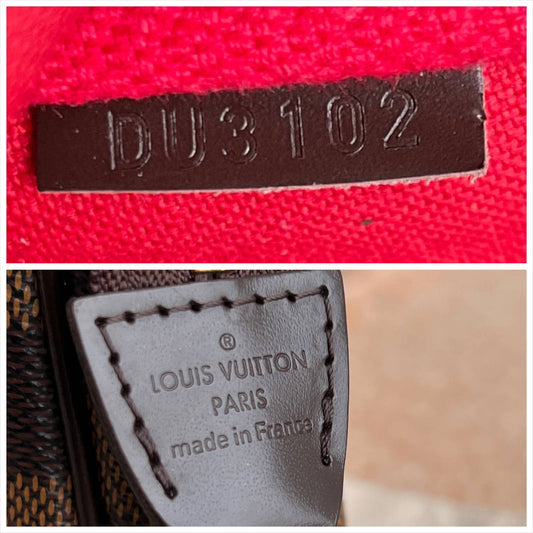 DU3102
®
LOUIS VUITTON
PARIS
made in France